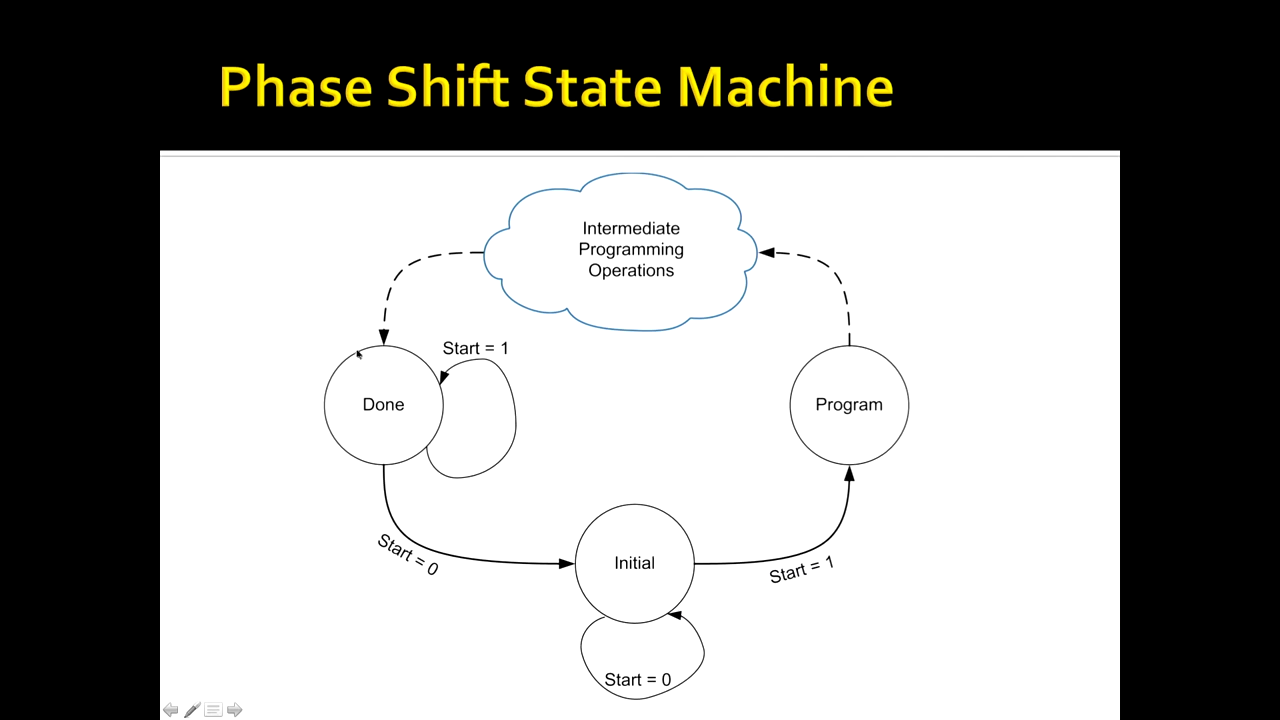 Phase Shift State Machine
Intermediate
Programming
Operations
Start = 1
Done
Program
Start = 0
Initial
Start = 1
Start = 0